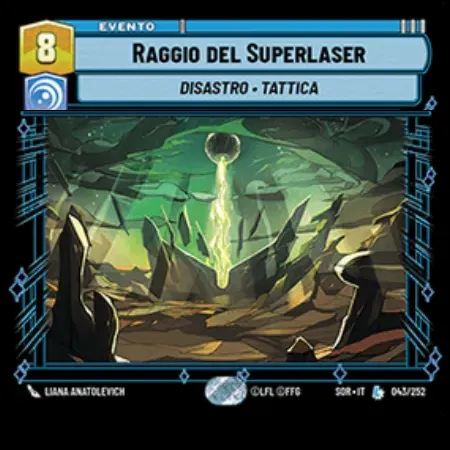 EVENTO
8
RAGGIO DEL SUPERLASER
DISASTRO • TATTICA
LIANA ANATOLEVICH
©LFL ©FFG
SOR • IT
043/252